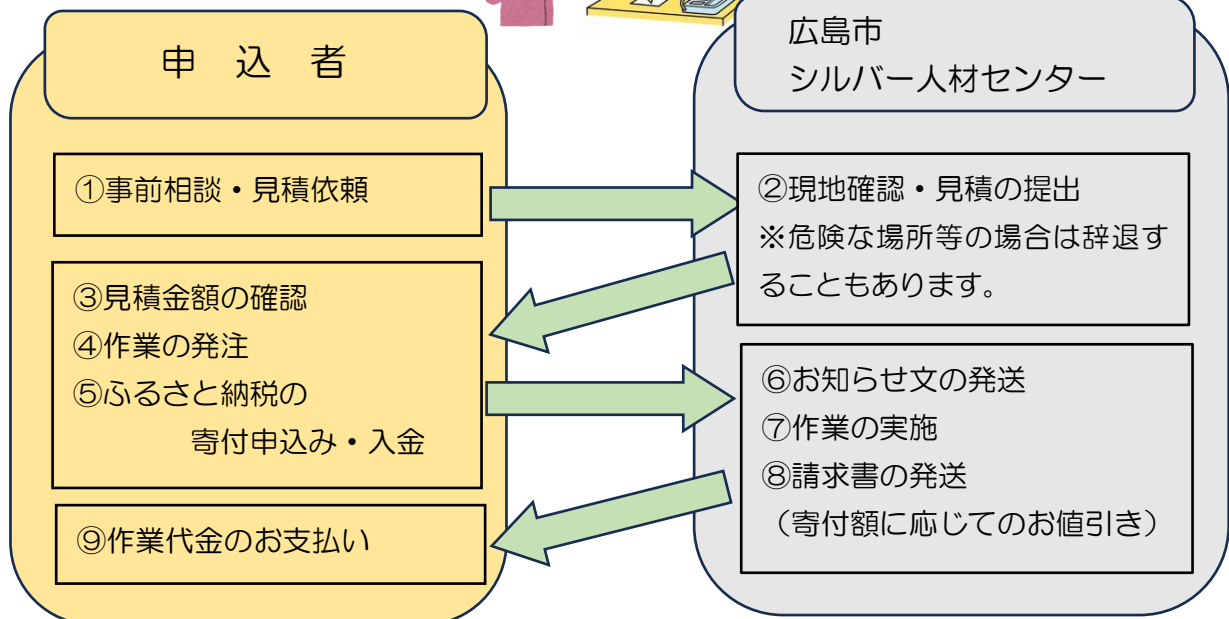 申　込　者
広島市
シルバー人材センター
①事前相談・見積依頼
②現地確認・見積の提出
※危険な場所等の場合は辞退す
ることもあります。
③見積金額の確認
④作業の発注
⑤ふるさと納税の
寄付申込み・入金
⑥お知らせ文の発送
⑦作業の実施
⑧請求書の発送
（寄付額に応じてのお値引き）
⑨作業代金のお支払い